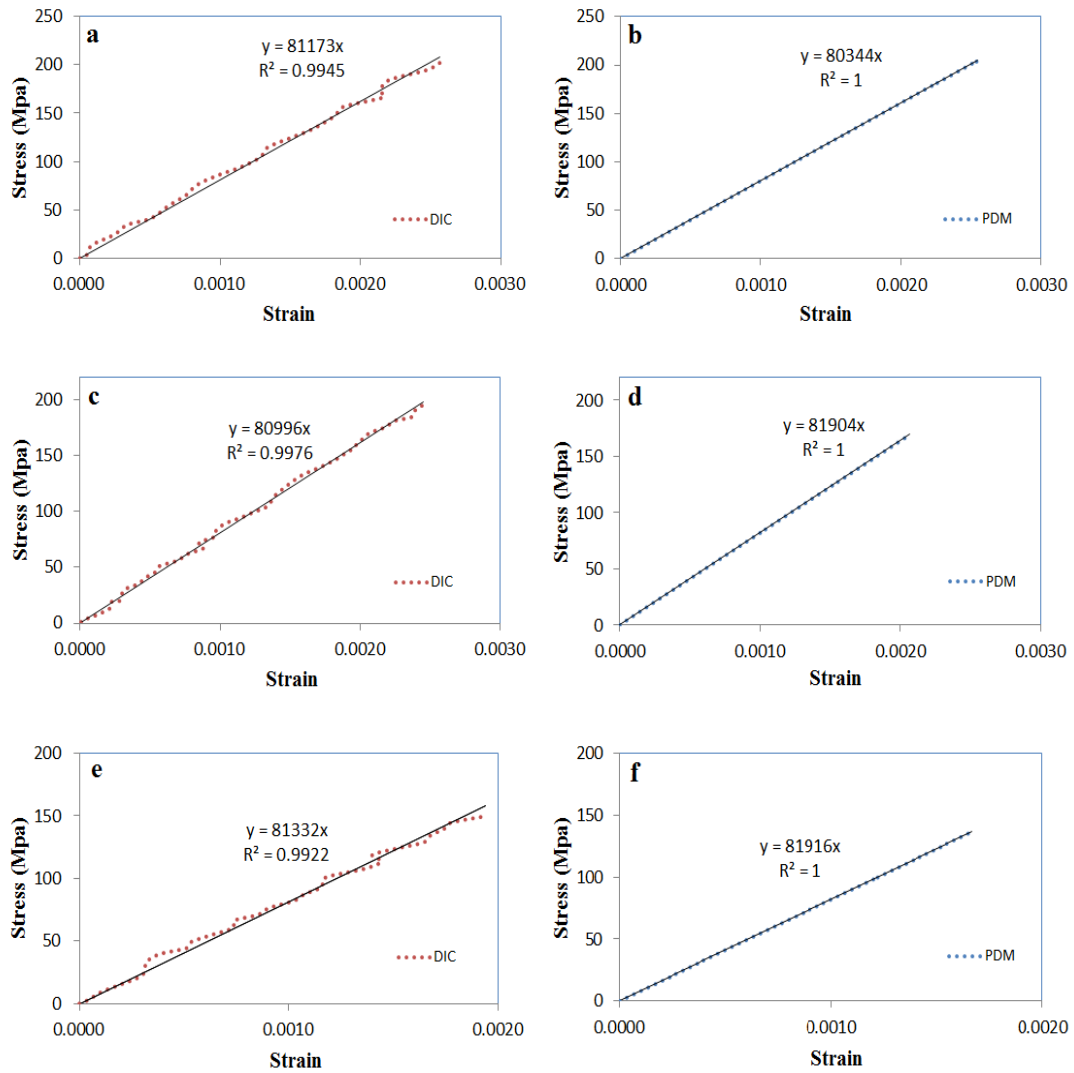 a
y = 81173x
R² = 0.9945
Stress (Mpa)
250
200
150
100
50
0
DIC
0.0000
0.0010
0.0020
0.0030
Strain
b
y = 80344x
R² = 1
Stress (Mpa)
250
200
150
100
50
0
PDM
0.0000
0.0010
0.0020
0.0030
Strain
c
y = 80996x
R² = 0.9976
Stress (Mpa)
200
150
100
50
0
DIC
0.0000
0.0010
0.0020
0.0030
Strain
d
y = 81904x
R² = 1
Stress (Mpa)
200
150
100
50
0
PDM
0.0000
0.0010
0.0020
0.0030
Strain
e
y = 81332x
R² = 0.9922
Stress (Mpa)
200
150
100
50
0
DIC
0.0000
0.0010
0.0020
Strain
f
y = 81916x
R² = 1
Stress (Mpa)
200
150
100
50
0
PDM
0.0000
0.0010
0.0020
Strain